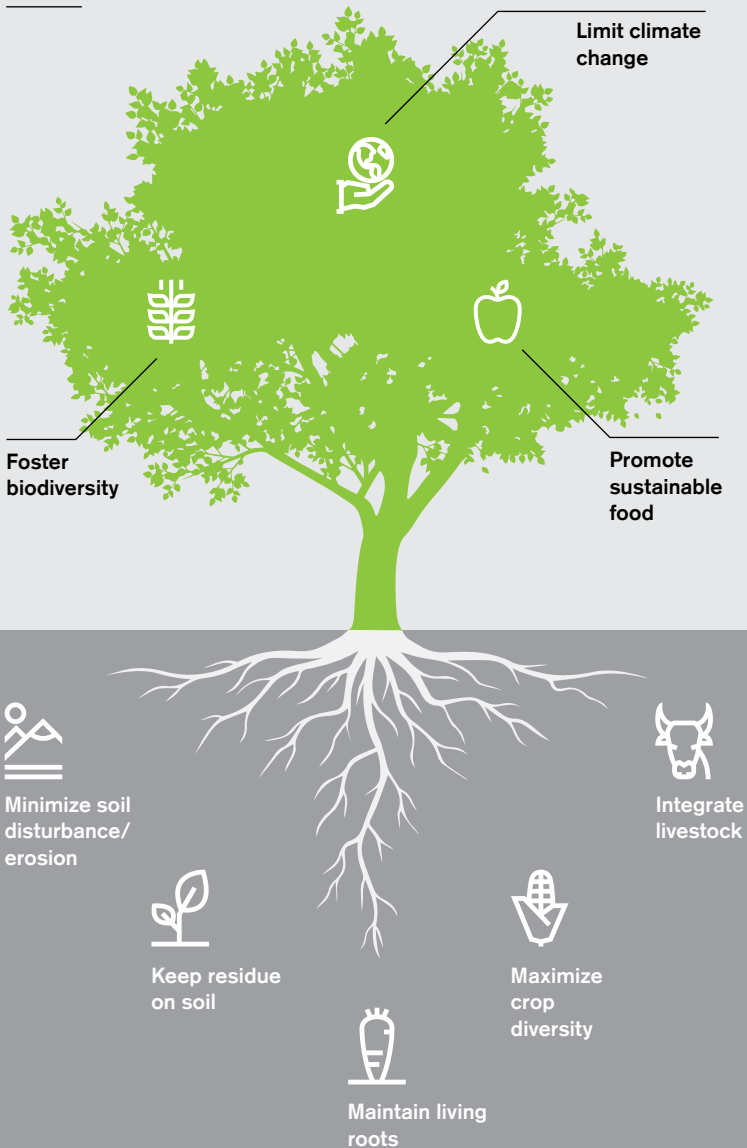 Limit climate
change
Foster
biodiversity
Promote
sustainable
food
Minimize soil
disturbance/
erosion
Integrate
livestock
Keep residue
on soil
Maximize
crop
diversity
Maintain living
roots